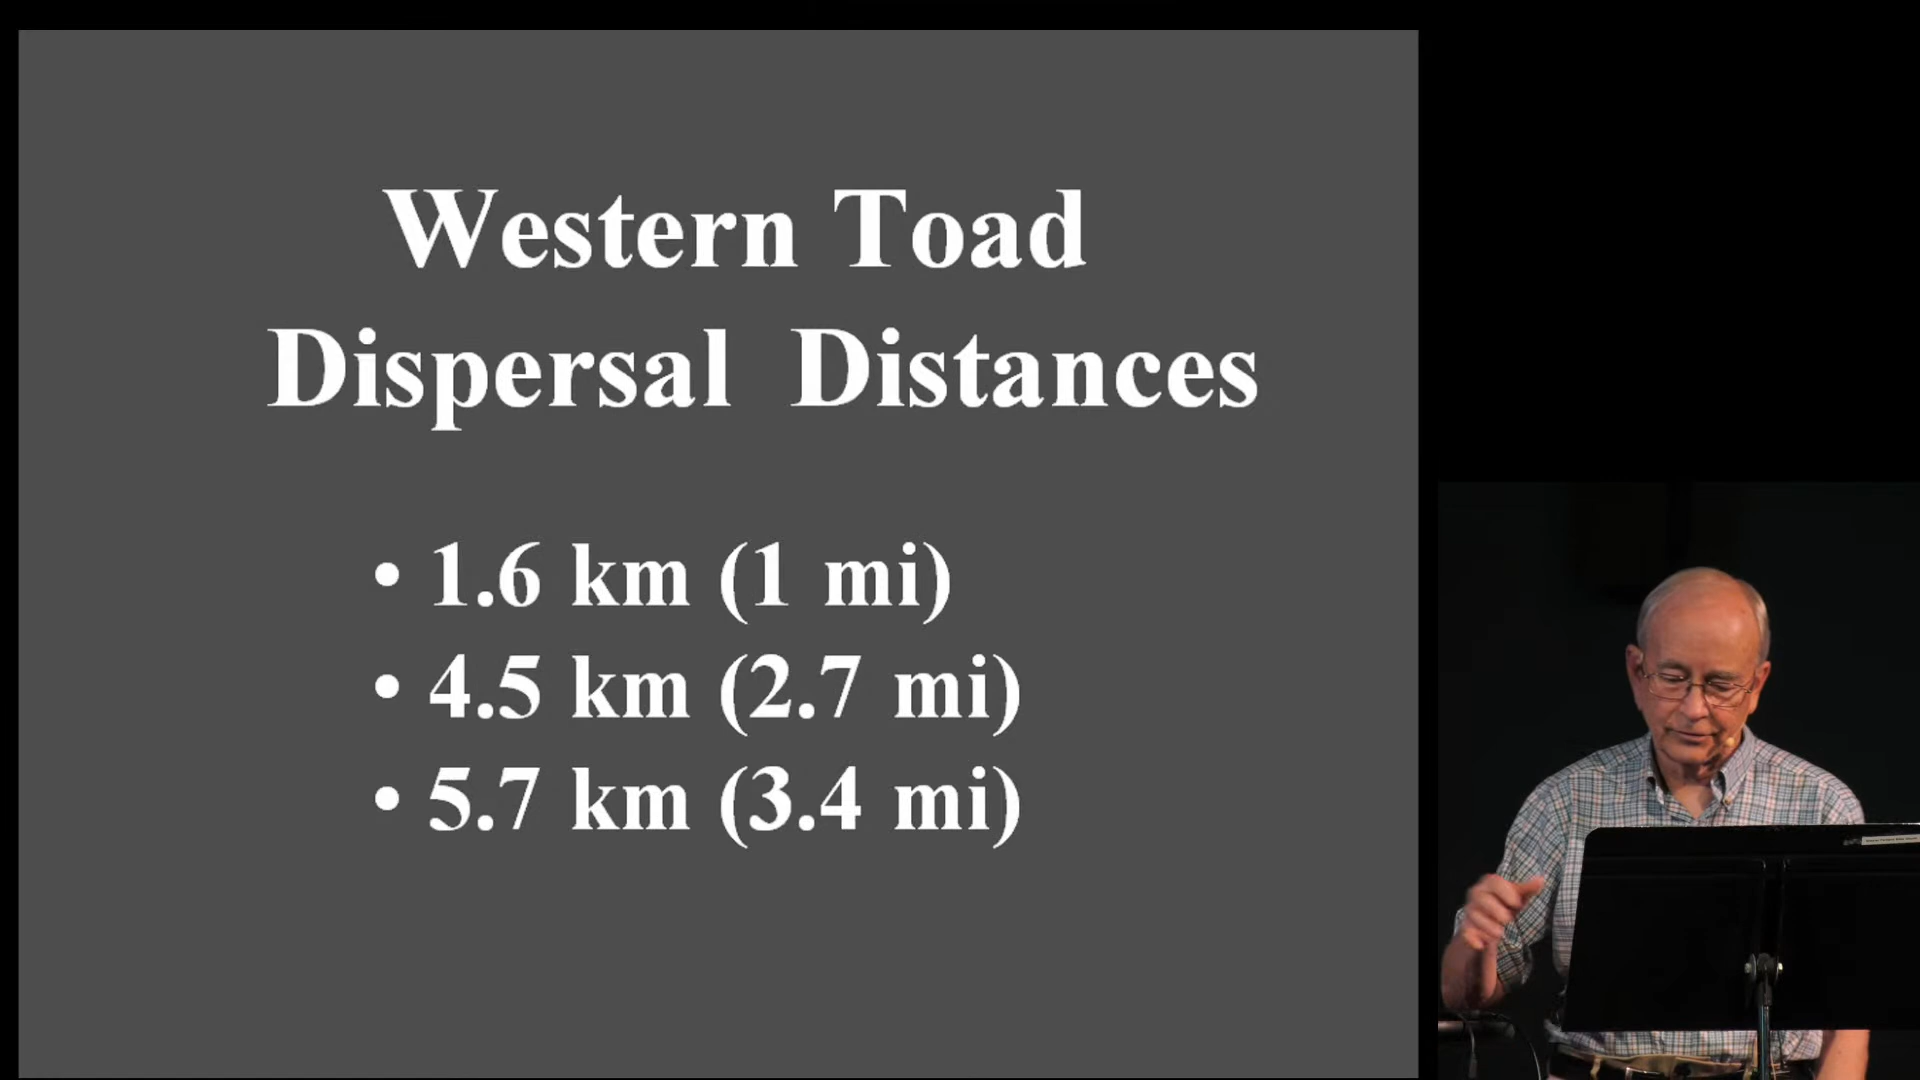 Western Toad
Dispersal Distances
• 1.6 km (1 mi)
• 4.5 km (2.7 mi)
• 5.7 km (3.4 mi)